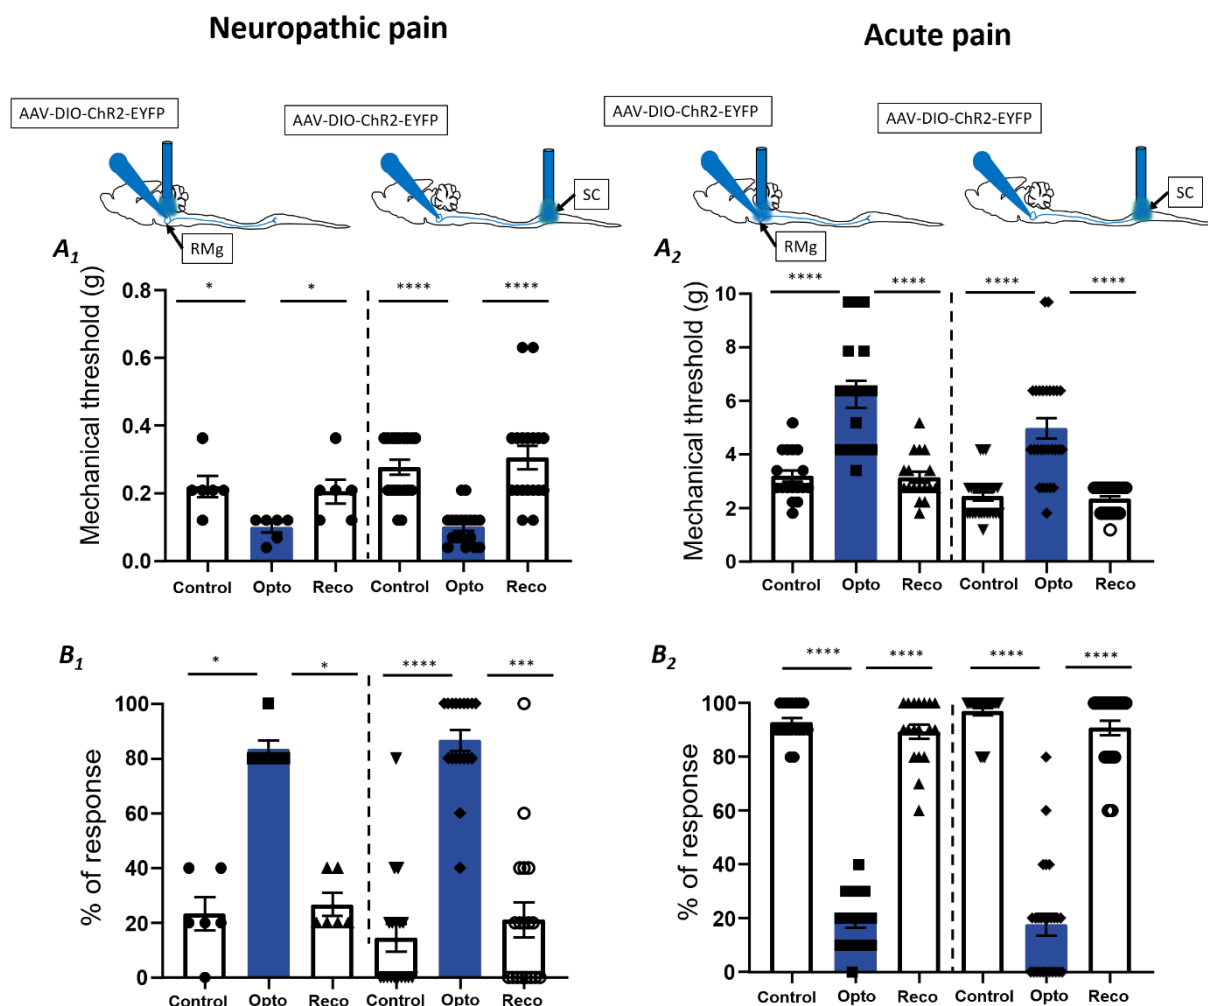 Neuropathic pain
Acute pain
AAV-DIO-ChR2-EYFP
AAV-DIO-ChR2-EYFP
AAV-DIO-ChR2-EYFP
AAV-DIO-ChR2-EYFP
SC
SC
RMg
RMg
A1
A2
* * **** ****
**** **** **** ****
Mechanical threshold (g)
0.8
0.6
0.4
0.2
0.0
Control Opto Reco Control Opto Reco
Mechanical threshold (g)
10
8
6
4
2
0
Control Opto Reco Control Opto Reco
B1
* * **** ***
% of response
100
80
60
40
20
0
Control Opto Reco Control Opto Reco
B2
**** **** **** ****
% of response
100
80
60
40
20
0
Control Opto Reco Control Opto Reco